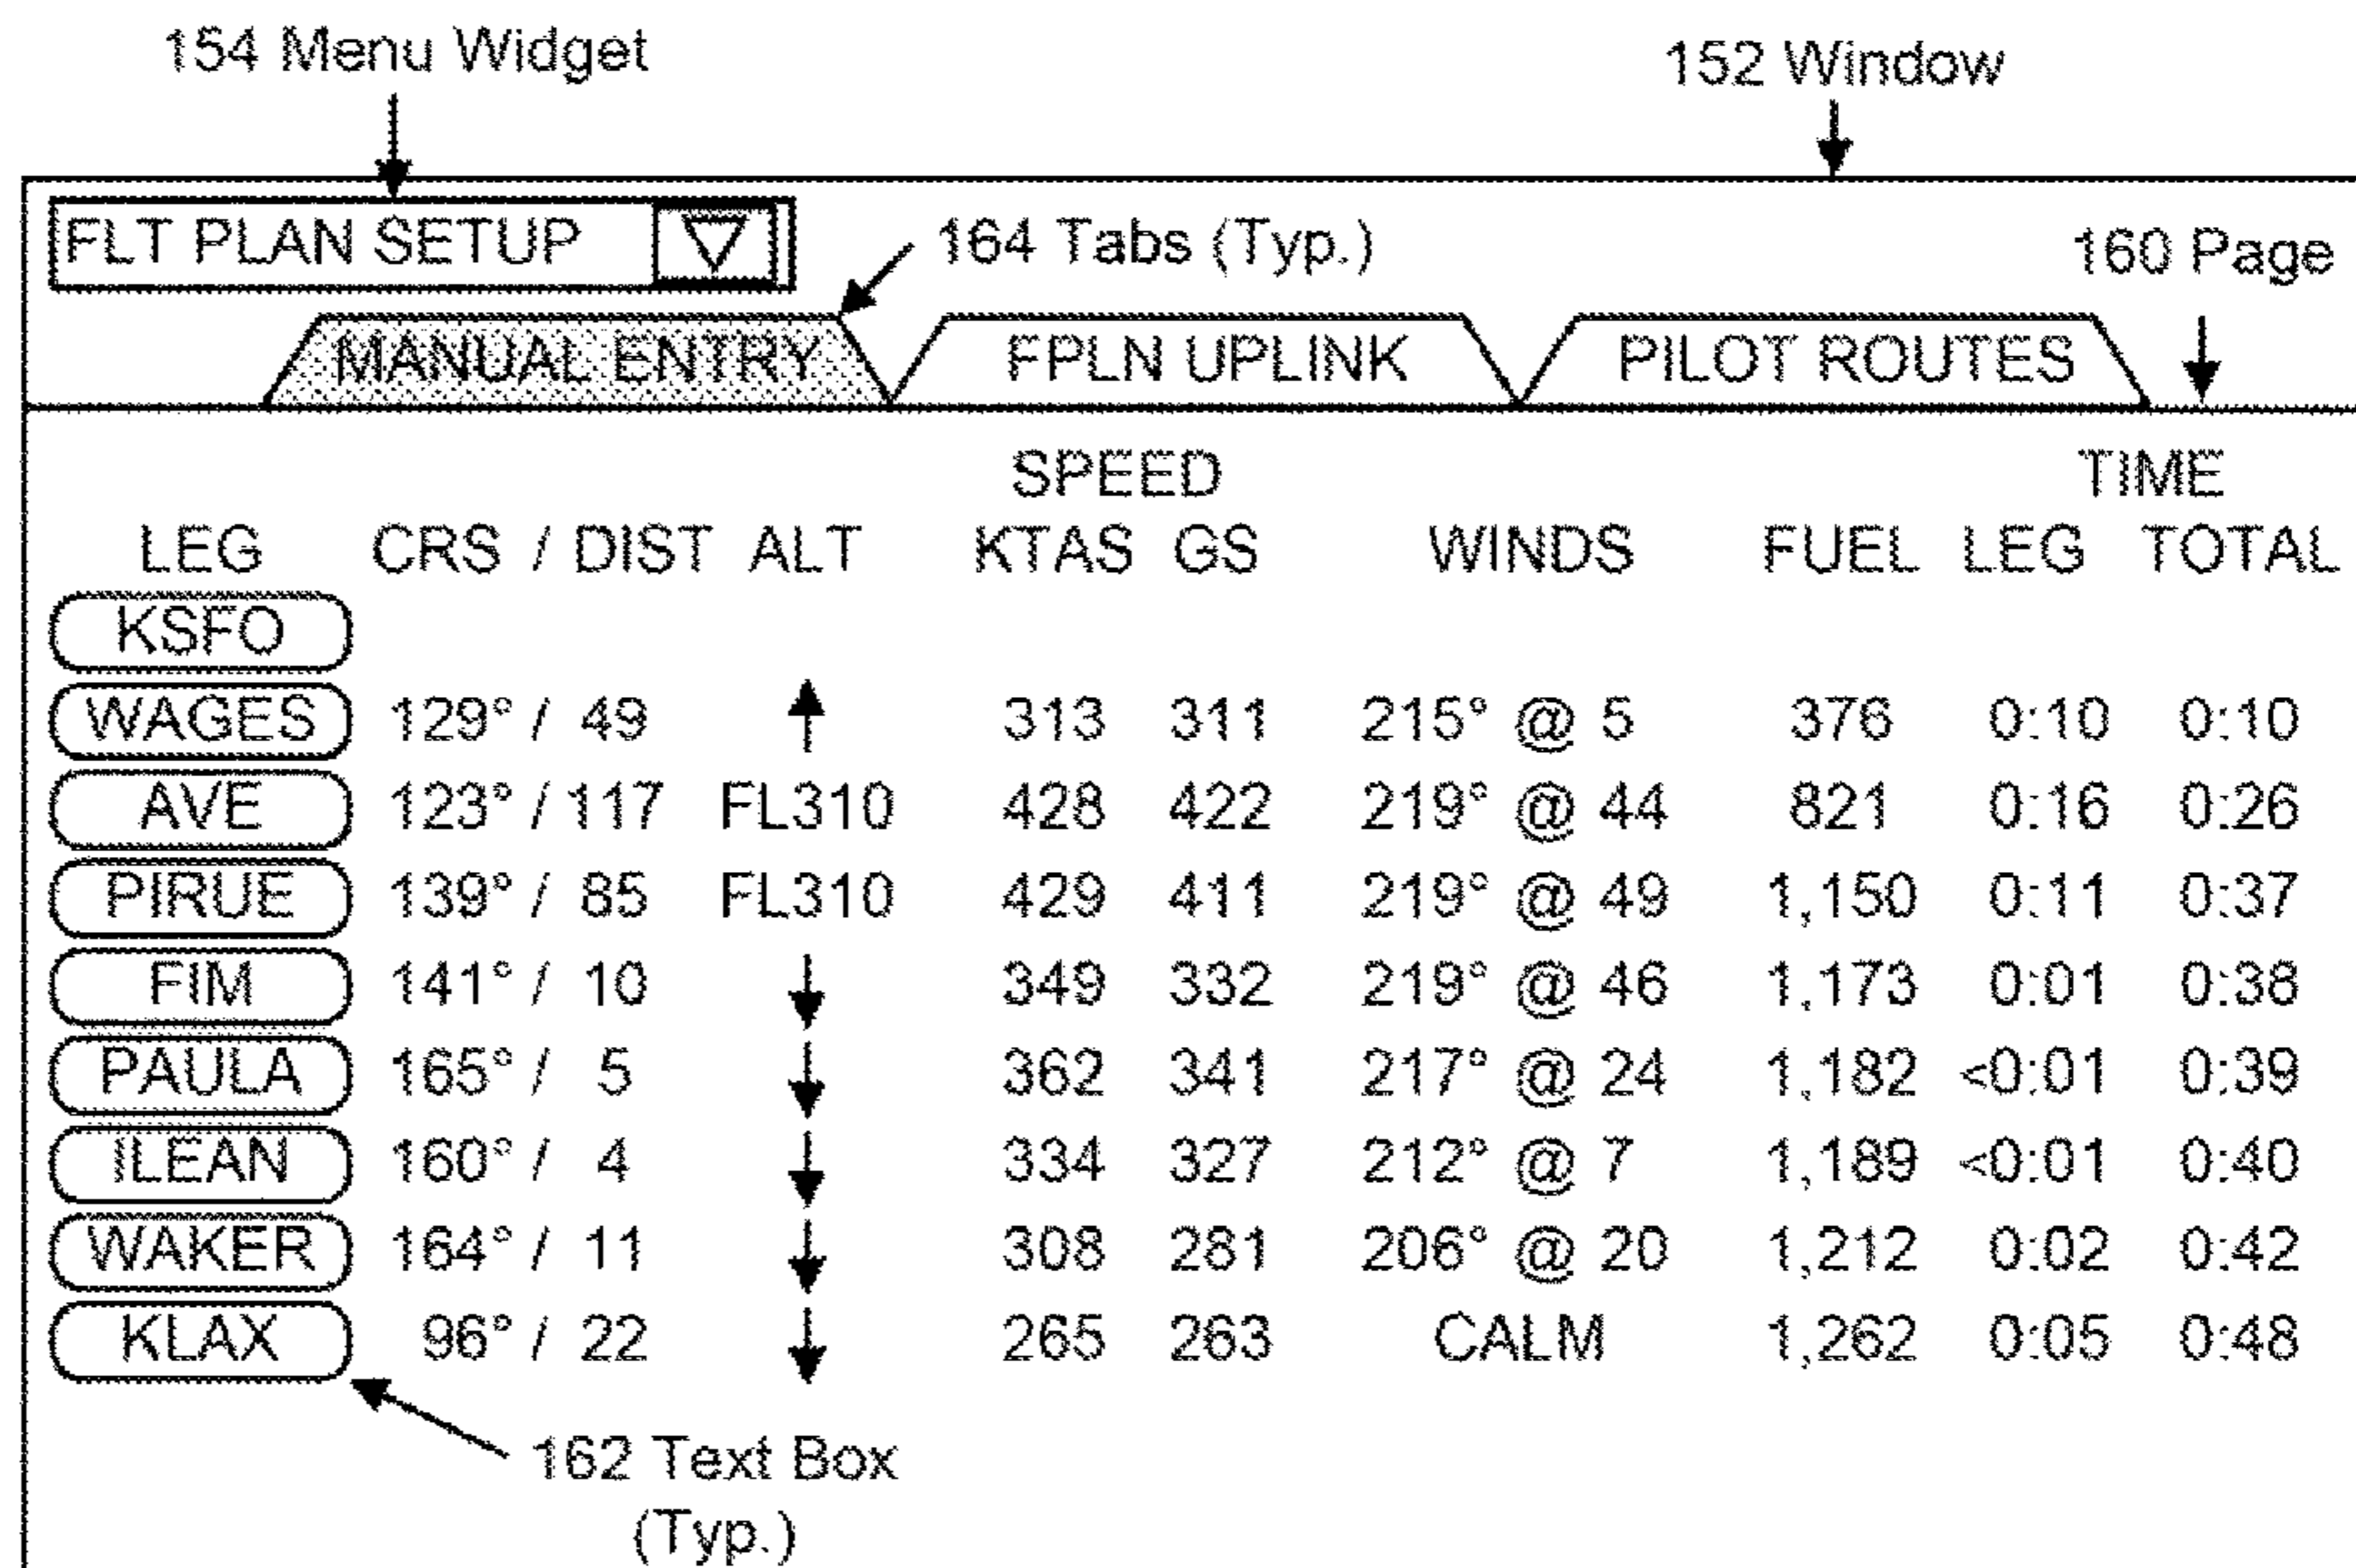 154 Menu Widget
152 Window
FLT PLAN SETUP
164 Tabs (Typ.)
160 Page
MANUAL ENTRY FPLN UPLINK PILOT ROUTES
SPEED TIME
LEG CRS / DIST ALT KTAS GS WINDS FUEL LEG TOTAL
KSFO
WAGES 129° / 49 ↑ 313 311 215° @ 5 376 0:10 0:10
AVE 123° / 117 FL310 428 422 219° @ 44 821 0:16 0:26
PIRUE 139° / 85 FL310 429 411 219° @ 49 1,150 0:11 0:37
FIM 141° / 10 ↓ 349 332 219° @ 46 1,173 0:01 0:38
PAULA 165° / 5 ↓ 362 341 217° @ 24 1,182 <0:01 0:39
ILEAN 160° / 4 ↓ 334 327 212° @ 7 1,189 <0:01 0:40
WAKER 164° / 11 ↓ 308 281 206° @ 20 1,212 0:02 0:42
KLAX 96° / 22 ↓ 265 263 CALM 1,262 0:05 0:48
162 Text Box
(Typ.)